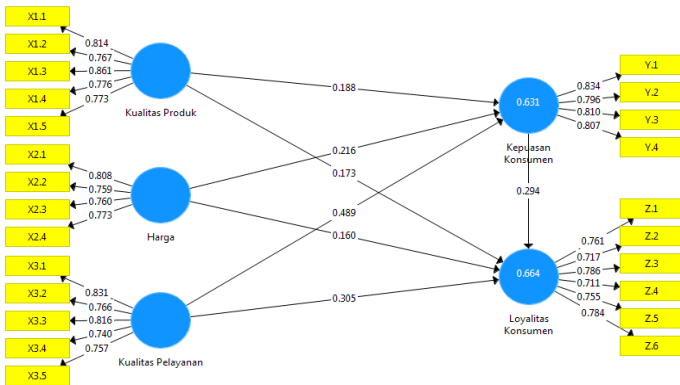 X1.1
X1.2
X1.3
X1.4
X1.5
0.814
0.767
0.861
0.776
0.773
Kualitas Produk
X2.1
X2.2
X2.3
X2.4
0.808
0.759
0.760
0.773
Harga
X3.1
X3.2
X3.3
X3.4
X3.5
0.831
0.766
0.816
0.740
0.757
Kualitas Pelayanan
0.188
0.216
0.173
0.489
0.160
0.305
0.631
Kepuasan
Konsumen
0.294
0.664
Loyalitas
Konsumen
0.834
0.796
0.810
0.807
Y.1
Y.2
Y.3
Y.4
0.761
0.717
0.786
0.711
0.755
0.784
Z.1
Z.2
Z.3
Z.4
Z.5
Z.6